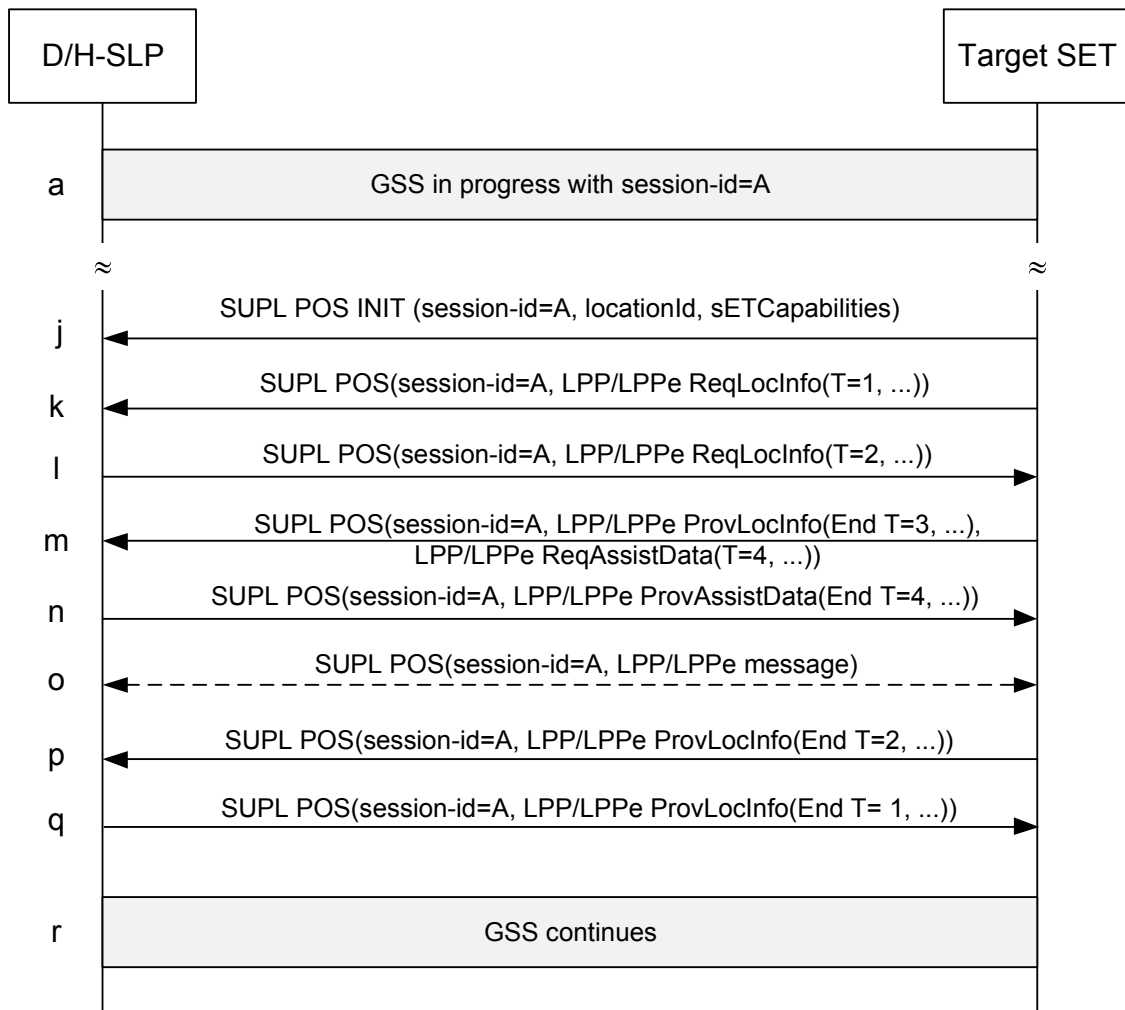 D/H-SLP
Target SET
a
GSS in progress with session-id=A
≈
≈
SUPL POS INIT (session-id=A, locationId, sETCapabilities)
j
SUPL POS(session-id=A, LPP/LPPe ReqLocInfo(T=1, ...))
k
SUPL POS(session-id=A, LPP/LPPe ReqLocInfo(T=2, ...))
l
SUPL POS(session-id=A, LPP/LPPe ProvLocInfo(End T=3, ...),
LPP/LPPe ReqAssistData(T=4, ...))
m
SUPL POS(session-id=A, LPP/LPPe ProvAssistData(End T=4, ...))
n
SUPL POS(session-id=A, LPP/LPPe message)
o
SUPL POS(session-id=A, LPP/LPPe ProvLocInfo(End T=2, ...))
p
SUPL POS(session-id=A, LPP/LPPe ProvLocInfo(End T= 1, ...))
q
r
GSS continues